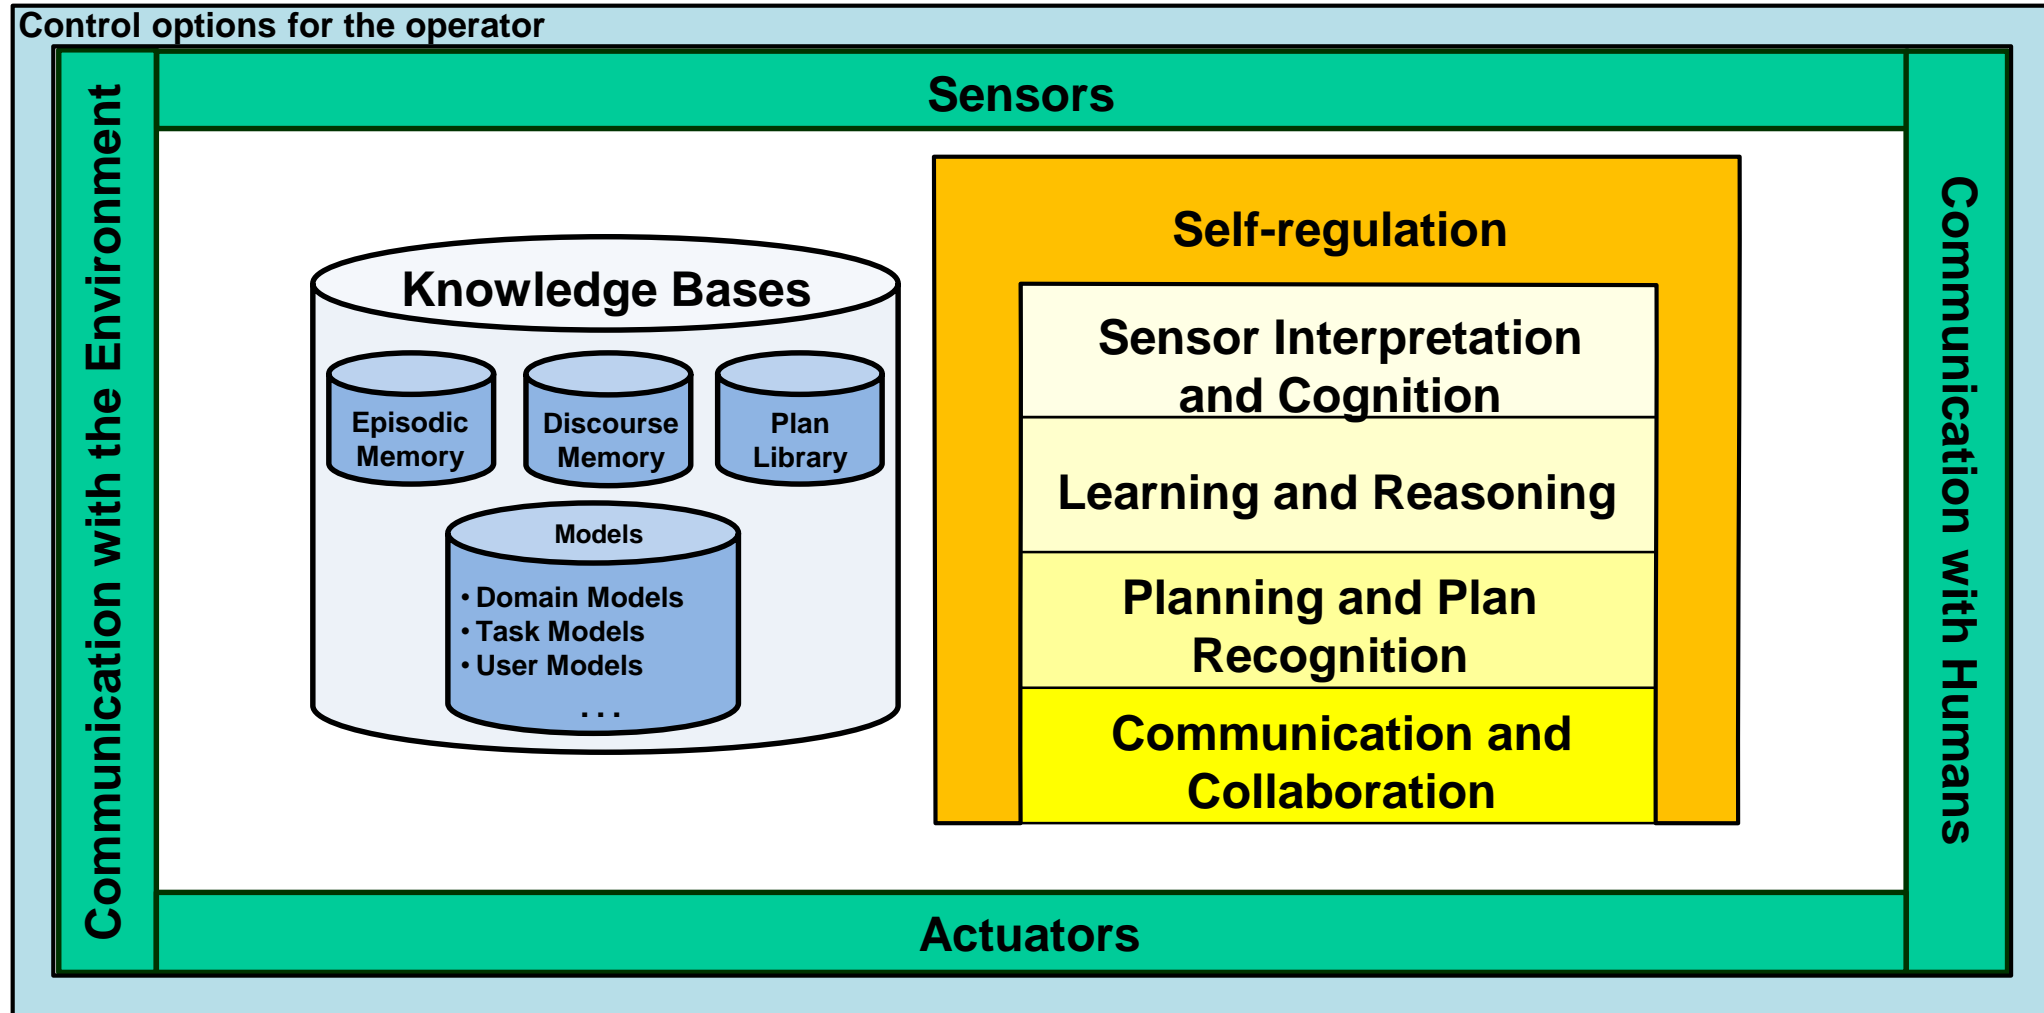 Control options for the operator
Sensors
Communication with the Environment
Communication with Humans
Knowledge Bases
Episodic
Memory
Discourse
Memory
Plan
Library
Models
• Domain Models
• Task Models
• User Models
. . .
Self-regulation
Sensor Interpretation
and Cognition
Learning and Reasoning
Planning and Plan
Recognition
Communication and
Collaboration
Actuators